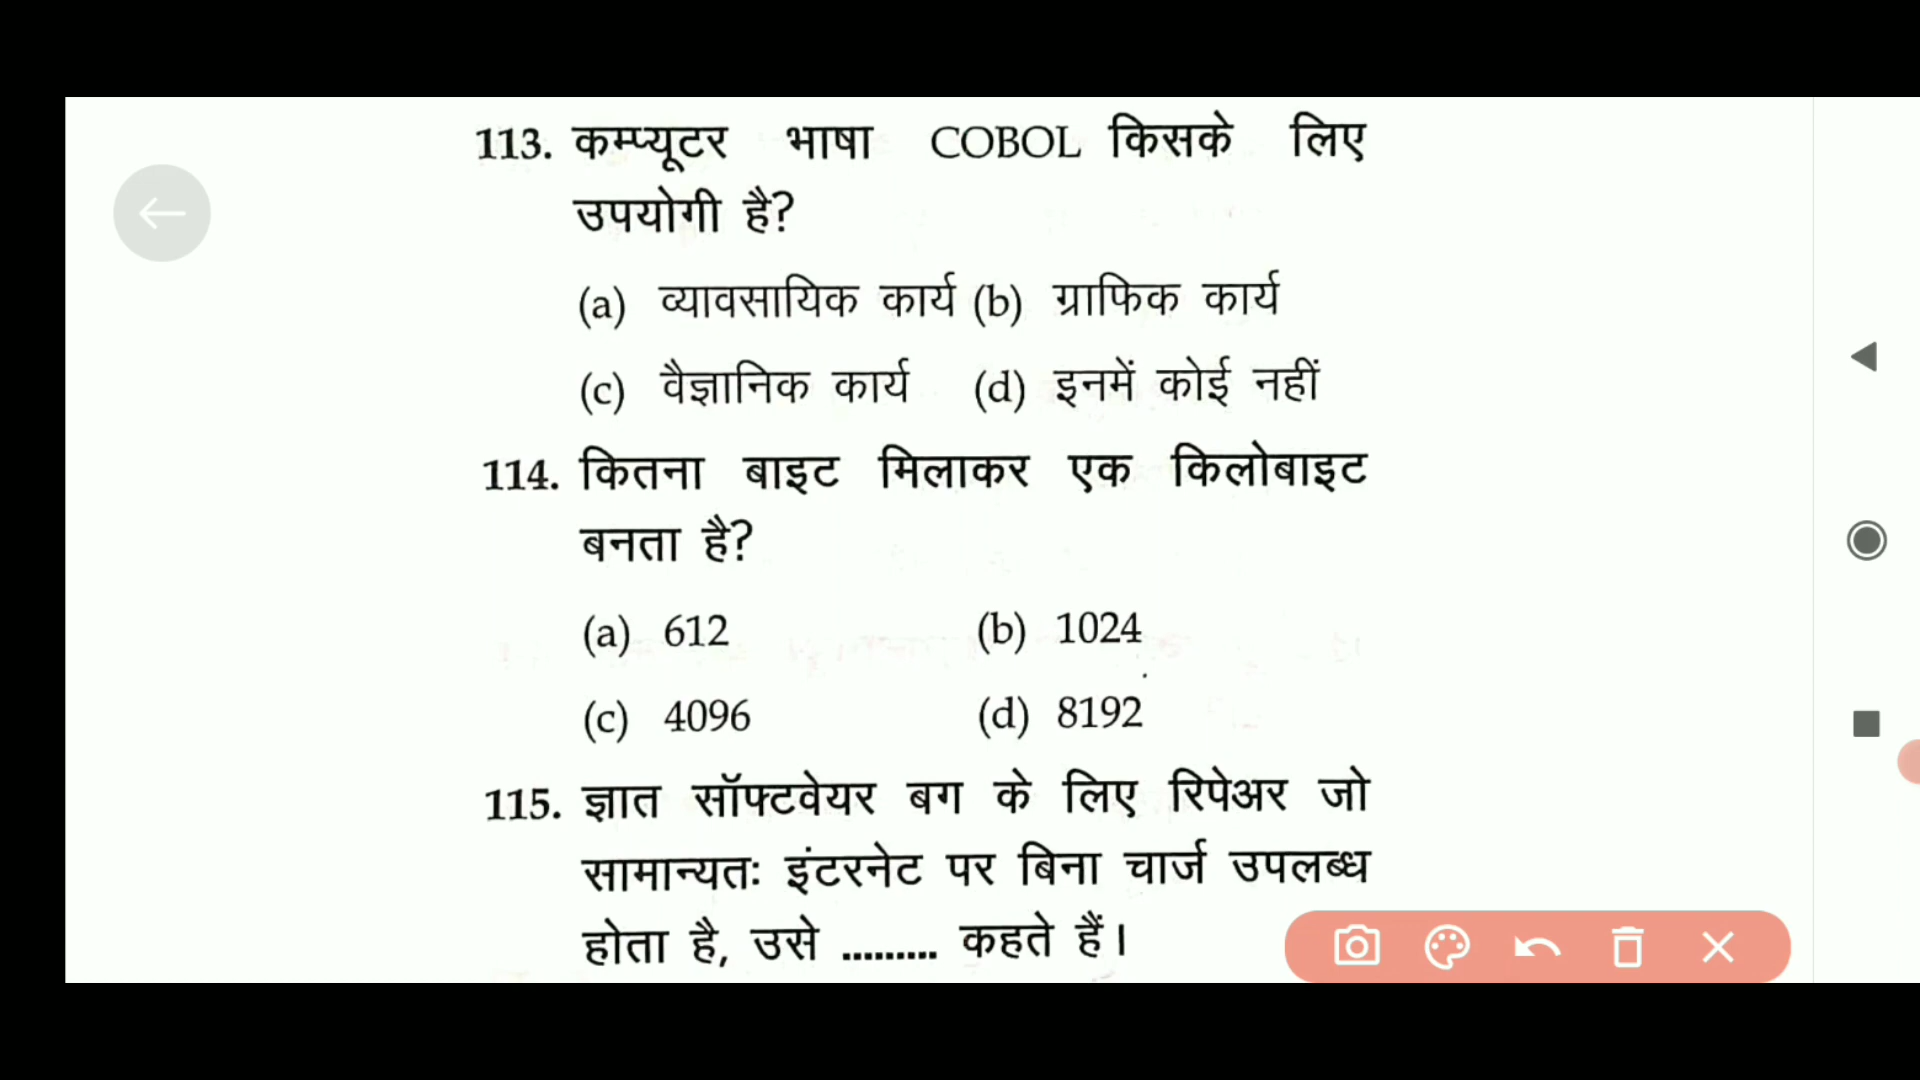 113. कम्प्यूटर भाषा COBOL किसके लिए
उपयोगी है?
(a) व्यावसायिक कार्य (b) ग्राफिक कार्य
(c) वैज्ञानिक कार्य (d) इनमें कोई नहीं
114. कितना बाइट मिलाकर एक किलोबाइट
बनता है?
(a) 612 (b) 1024
(c) 4096 (d) 8192
115. ज्ञात सॉफ्टवेयर बग के लिए रिपेअर जो
सामान्यतः इंटरनेट पर बिना चार्ज उपलब्ध
होता है, उसे ......... कहते हैं।